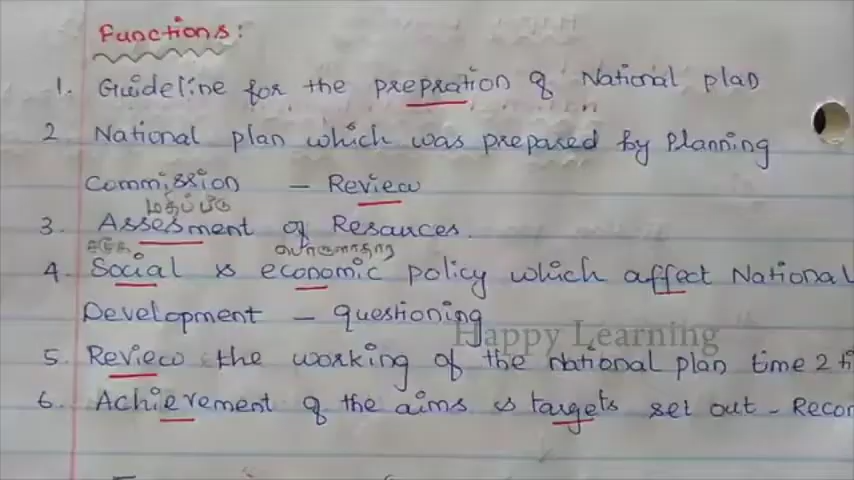 Functions:
1. Guideline for the prepration of National plan
2 National plan which was prepared by Planning
Commission - Review
மதிப்பீடு
3. Assesment of Resources.
சமூக பொருளாதார
4. Social & economic policy which affect National
Development - questioning
Happy Learning
5. Review the working of the National plan time 2
6. Achievement of the aims & targets set out - Recom